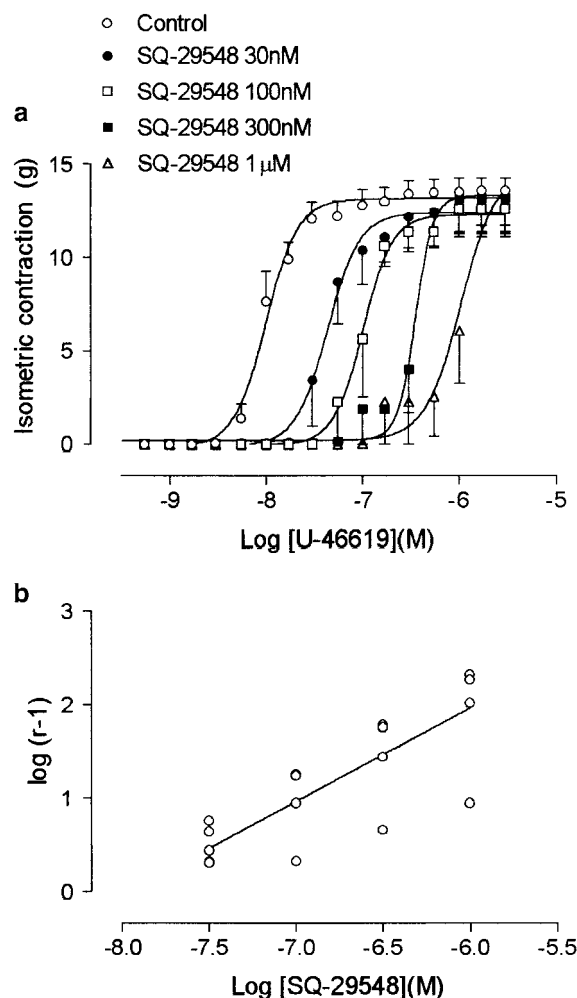 Control
SQ-29548 30nM
SQ-29548 100nM
SQ-29548 300nM
SQ-29548 1μM
a
15
10
5
0
Isometric contraction (g)
-9
-8
-7
-6
-5
Log [U-46619](M)
b
3
2
1
0
log (r-1)
-8.0
-7.5
-7.0
-6.5
-6.0
-5.5
Log [SQ-29548](M)